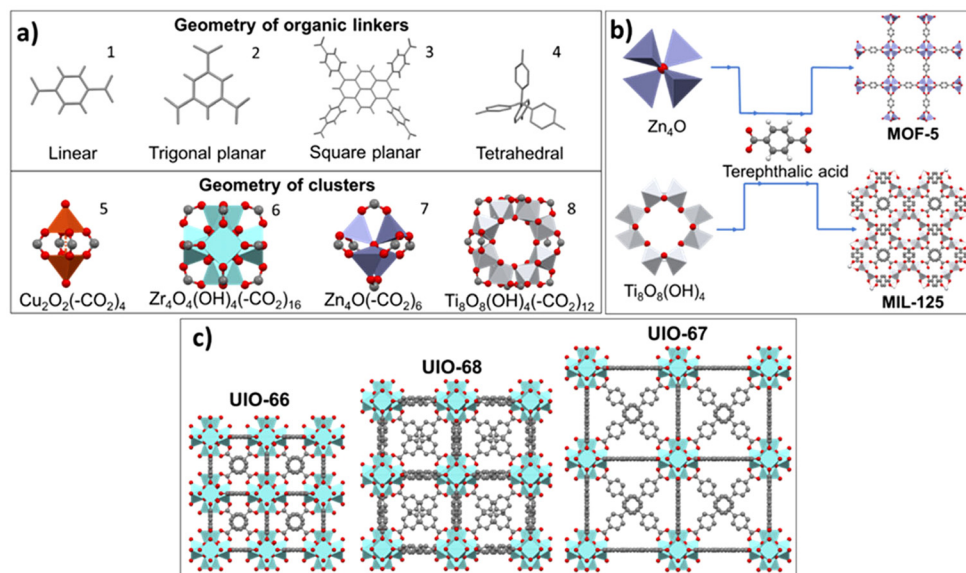 a)
Geometry of organic linkers
1
2
3
4
Linear
Trigonal planar
Square planar
Tetrahedral
Geometry of clusters
5
6
7
8
Cu₂O₂(-CO₂)₄
Zr₄O₄(OH)₄(-CO₂)₁₆
Zn₄O(-CO₂)₆
Ti₈O₈(OH)₄(-CO₂)₁₂
b)
Zn₄O
MOF-5
Terephthalic acid
Ti₈O₈(OH)₄
MIL-125
c)
UIO-66
UIO-68
UIO-67